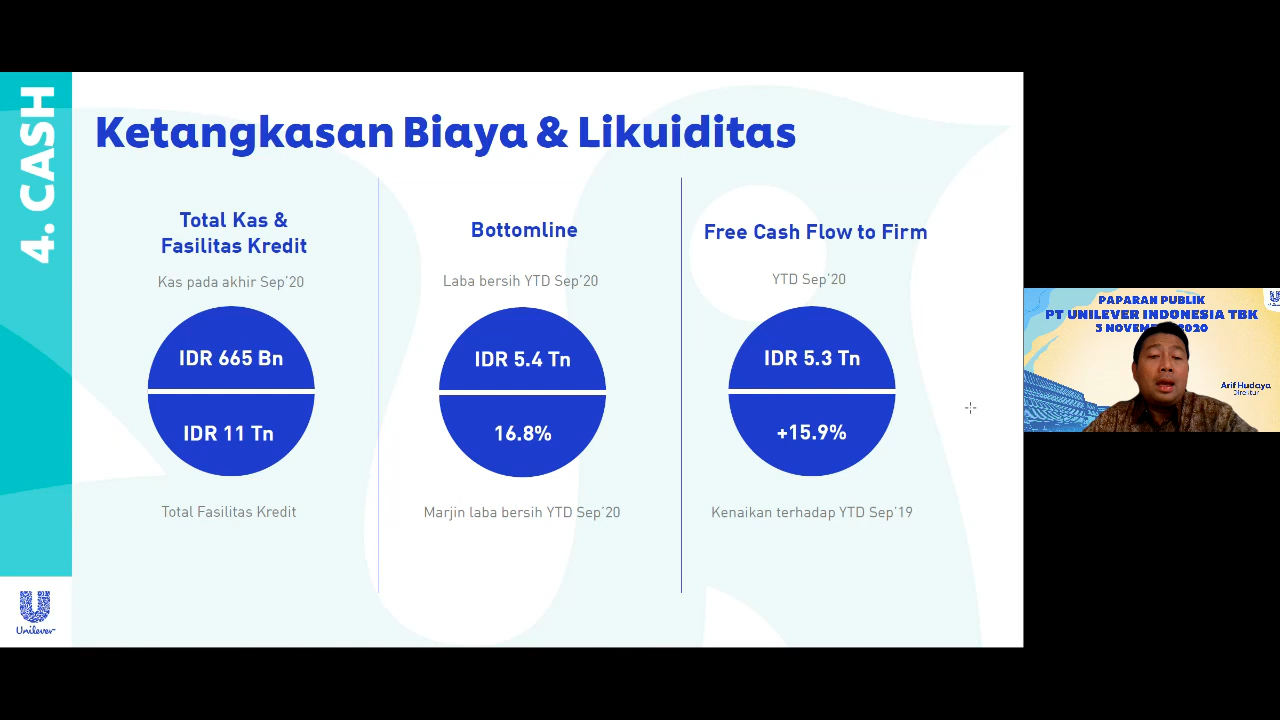 4. CASH
Ketangkasan Biaya & Likuiditas
Total Kas &
Fasilitas Kredit
Kas pada akhir Sep'20
IDR 665 Bn
IDR 11 Tn
Total Fasilitas Kredit
Bottomline
Laba bersih YTD Sep'20
IDR 5.4 Tn
16.8%
Marjin laba bersih YTD Sep'20
Free Cash Flow to Firm
YTD Sep'20
IDR 5.3 Tn
+15.9%
Kenaikan terhadap YTD Sep'19
Unilever
PAPARAN PUBLIK
PT UNILEVER INDONESIA TBK
3 2020
Arif Hudaya
Direktur